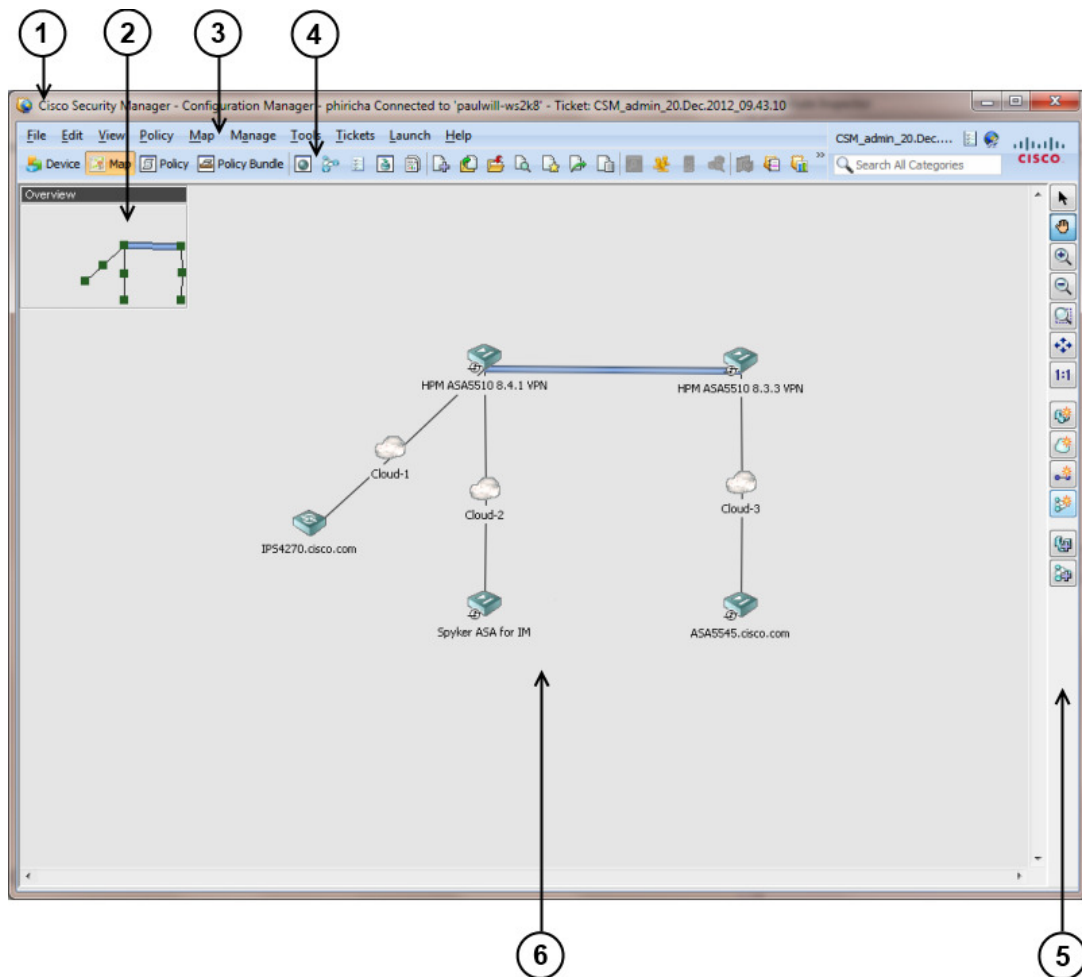 1 2 3 4
Cisco Security Manager - Configuration Manager - phiricha Connected to 'paulwill-ws2k8' - Ticket: CSM_admin_20.Dec.2012_09.43.10
File Edit View Policy Map Manage Tools Tickets Launch Help
CSM_admin_20.Dec....
Device Map Policy Policy Bundle
»
Search All Categories
CISCO
Overview
1:1
HPM ASA5510 8.4.1 VPN
HPM ASA5510 8.3.3 VPN
Cloud-1
Cloud-2
Cloud-3
IPS4270.cisco.com
Spyker ASA for IM
ASA5545.cisco.com
6 5